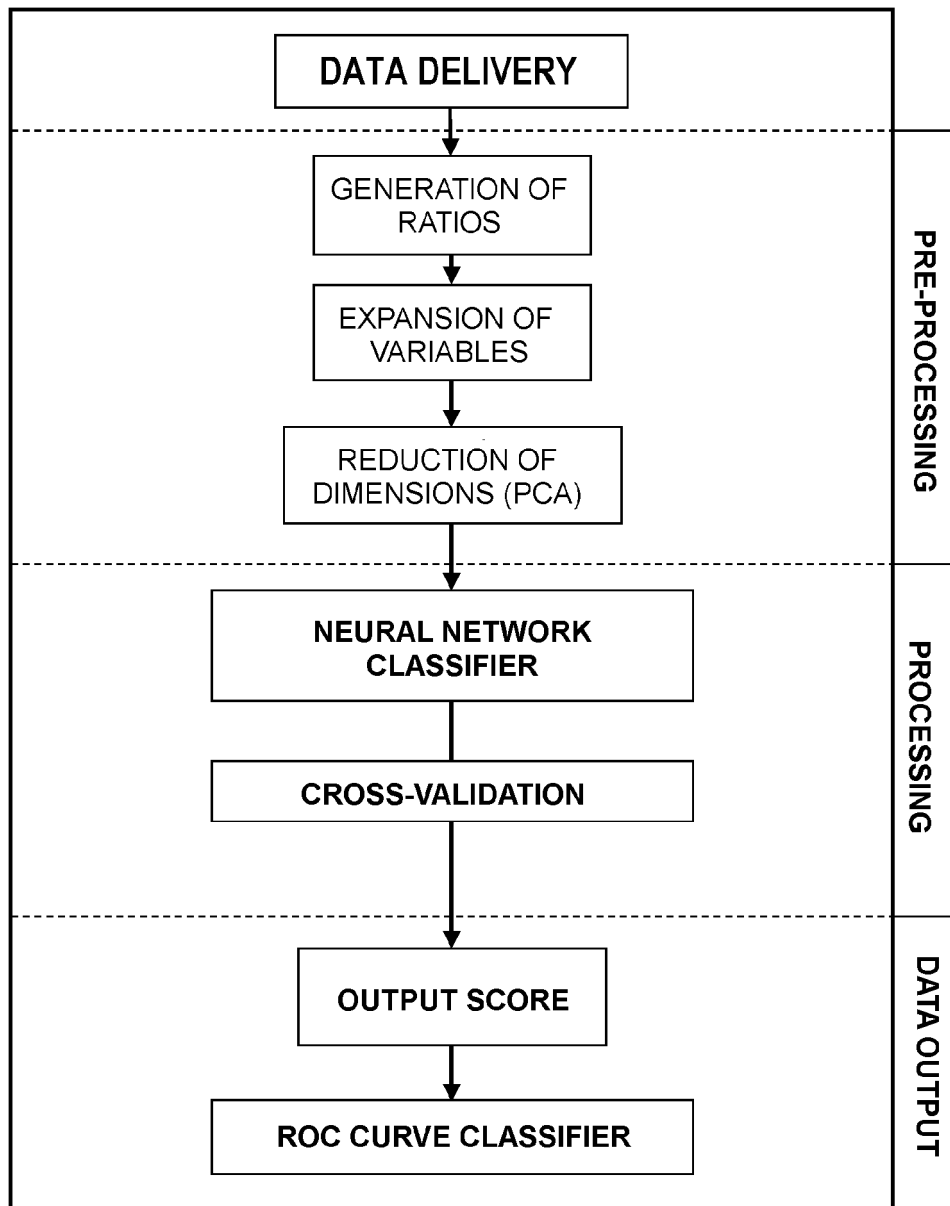 DATA DELIVERY
GENERATION OF
RATIOS
EXPANSION OF
VARIABLES
REDUCTION OF
DIMENSIONS (PCA)
PRE-PROCESSING
NEURAL NETWORK
CLASSIFIER
CROSS-VALIDATION
PROCESSING
OUTPUT SCORE
ROC CURVE CLASSIFIER
DATA OUTPUT